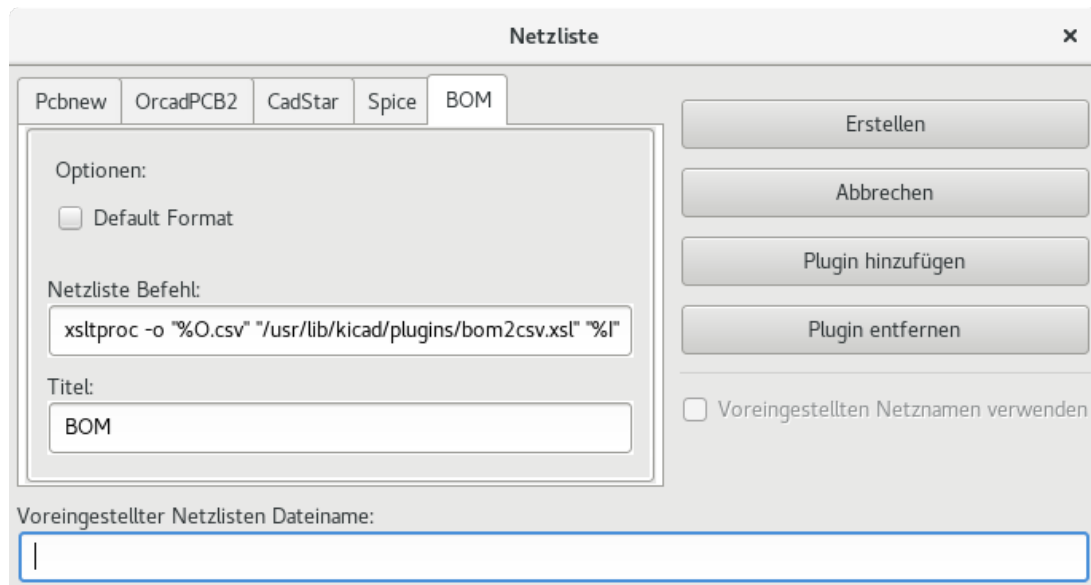 Netzliste
Pcbnew OrcadPCB2 CadStar Spice BOM
Optionen:
Default Format
Netzliste Befehl:
xsltproc -o "%O.csv" "/usr/lib/kicad/plugins/bom2csv.xsl" "%I"
Titel:
BOM
Erstellen
Abbrechen
Plugin hinzufügen
Plugin entfernen
Voreingestellten Netznamen verwenden
Voreingestellter Netzlisten Dateiname: